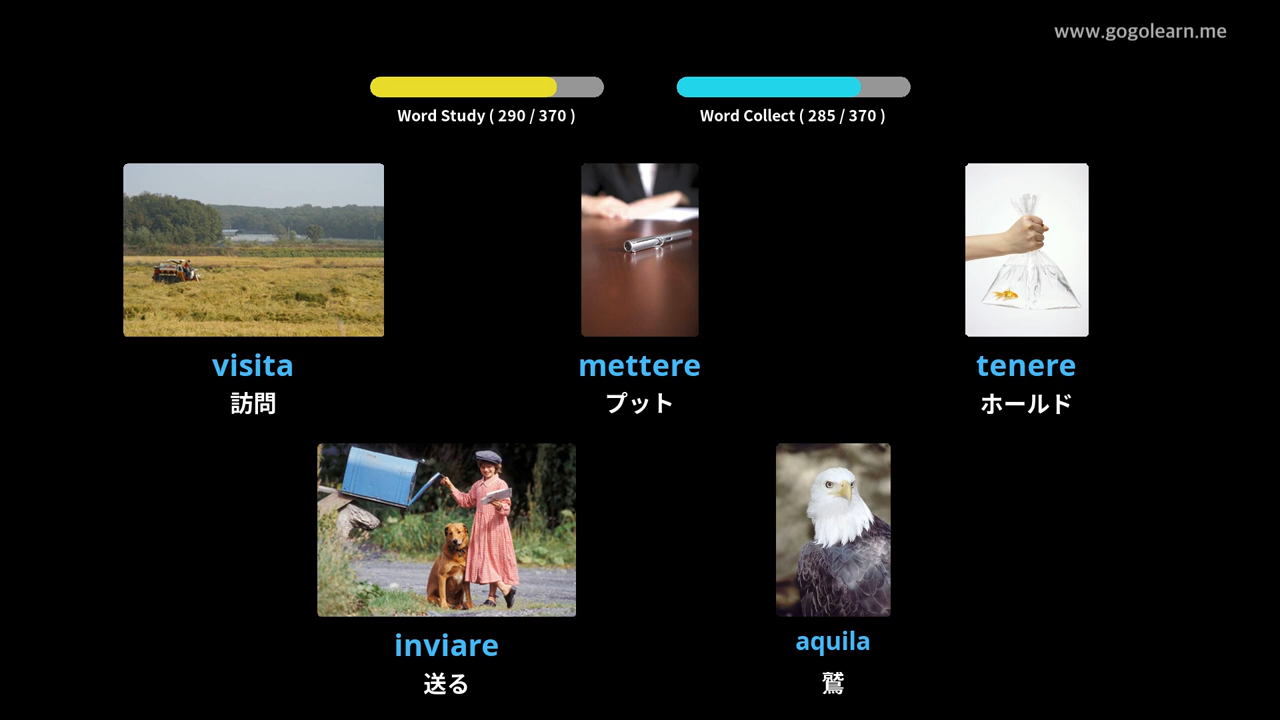 www.gogolearn.me
Word Study ( 290 / 370 )
Word Collect ( 285 / 370 )
visita
訪問
mettere
プット
tenere
ホールド
inviare
送る
aquila
鷲